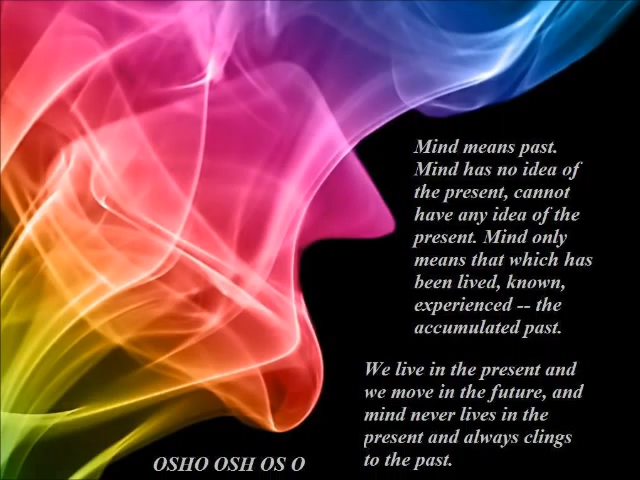 Mind means past.
Mind has no idea of
the present, cannot
have any idea of the
present. Mind only
means that which has
been lived, known,
experienced -- the
accumulated past.
We live in the present and
we move in the future, and
mind never lives in the
present and always clings
to the past.
OSHO OSH OS O